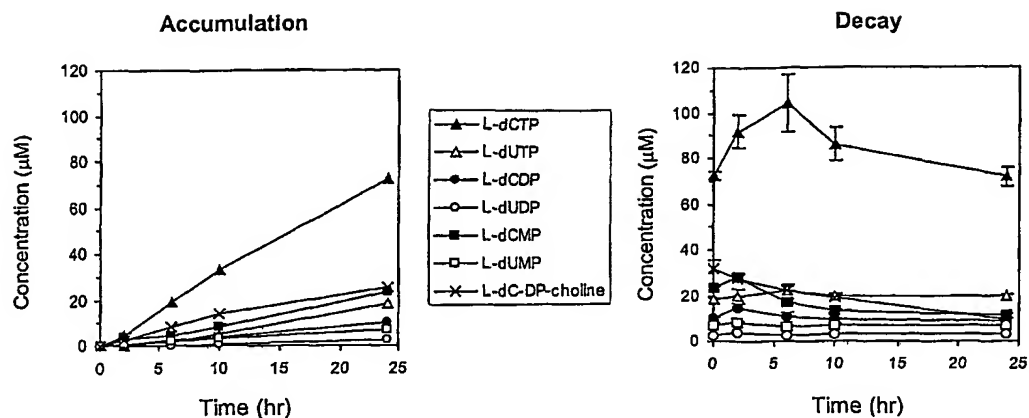 Accumulation
Concentration (µM)
120
100
80
60
40
20
0
0 5 10 15 20 25
Time (hr)
L-dCTP
L-dUTP
L-dCDP
L-dUDP
L-dCMP
L-dUMP
L-dC-DP-choline
Decay
Concentration (µM)
120
100
80
60
40
20
0
0 5 10 15 20 25
Time (hr)